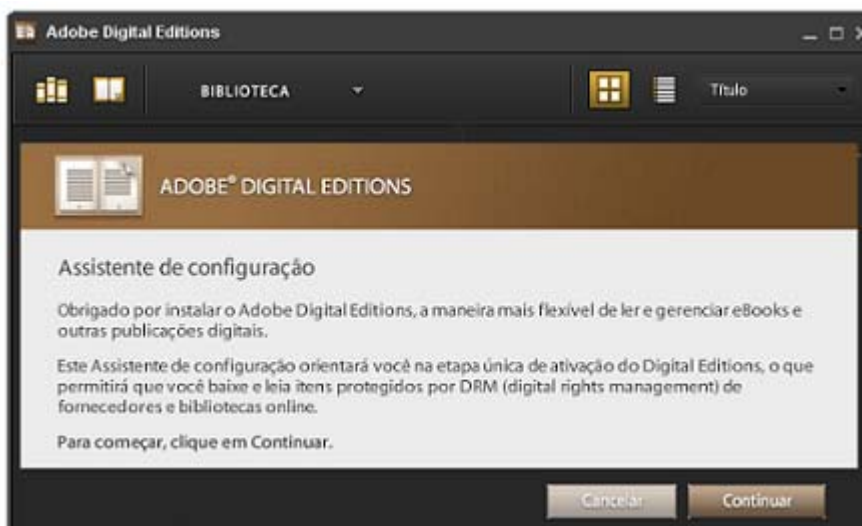 Adobe Digital Editions
BIBLIOTECA
Título
ADOBE® DIGITAL EDITIONS
Assistente de configuração
Obrigado por instalar o Adobe Digital Editions, a maneira mais flexível de ler e gerenciar eBooks e
outras publicações digitais.
Este Assistente de configuração orientará você na etapa única de ativação do Digital Editions, o que
permitirá que você baixe e leia itens protegidos por DRM (digital rights management) de
fornecedores e bibliotecas online.
Para começar, clique em Continuar.
Cancelar
Continuar